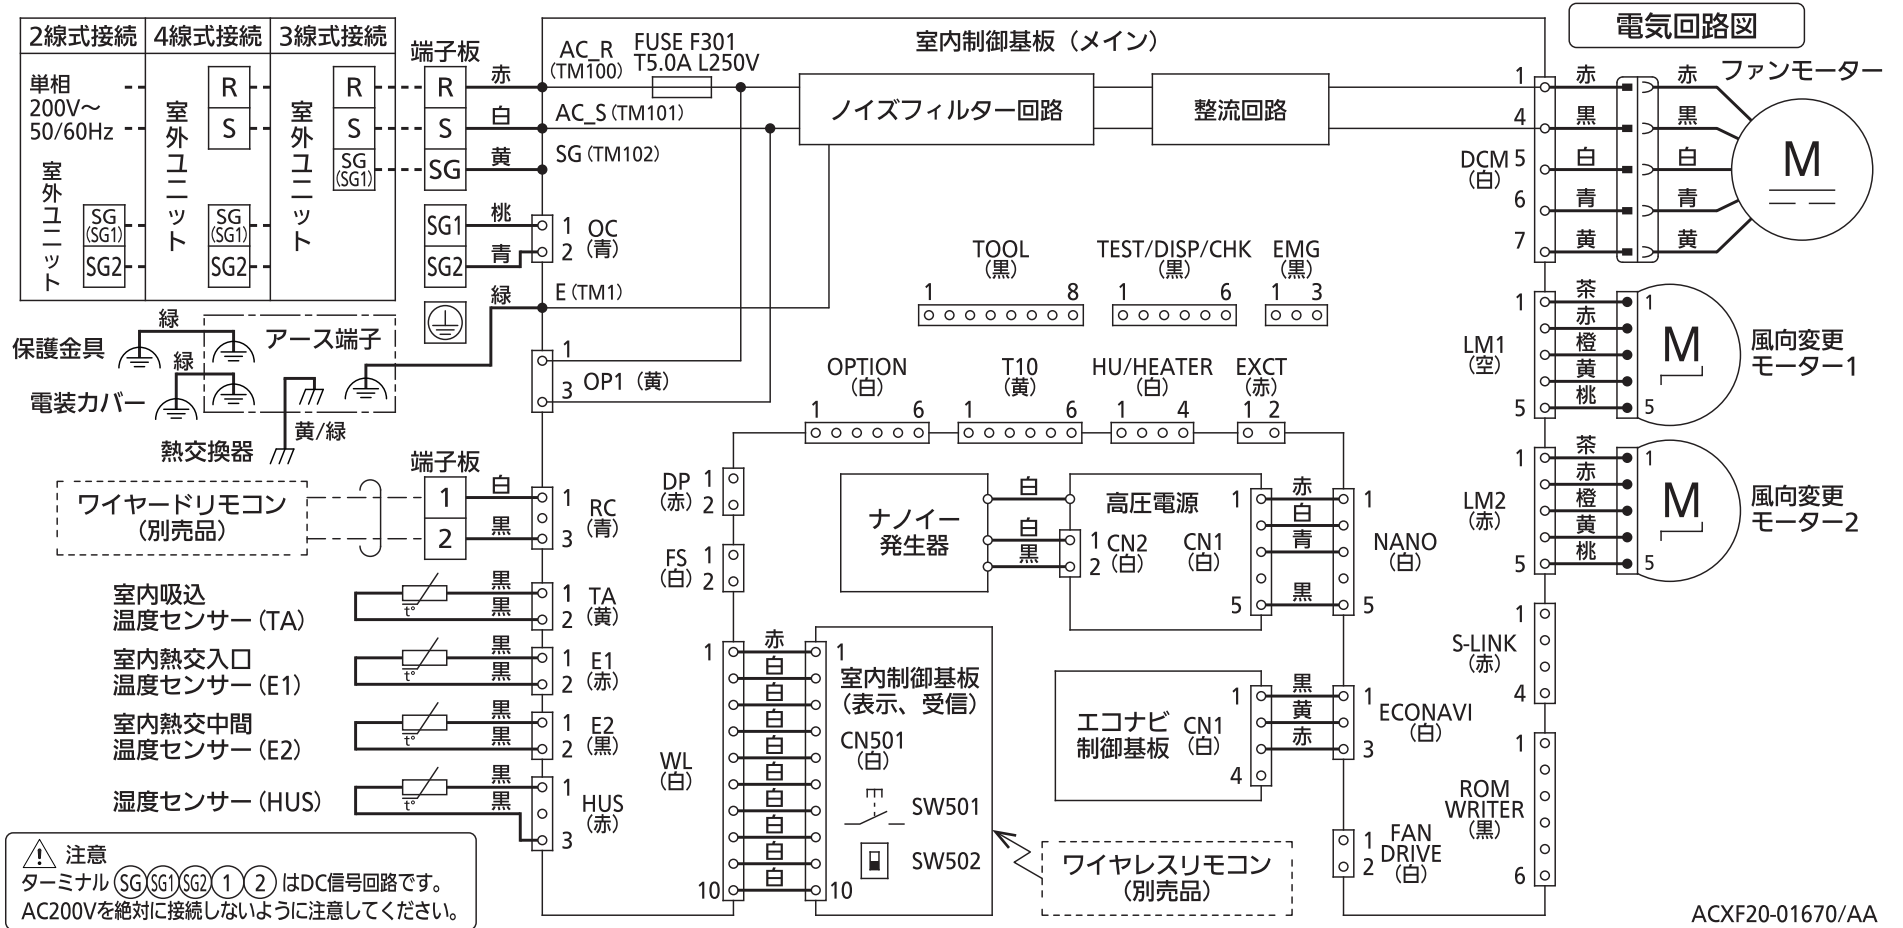 電気回路図
2線式接続
4線式接続
3線式接続
端子板
単相
200V～
50/60Hz
室外ユニット
SG
(SG1)
SG2
室外ユニット
R
S
SG
(SG1)
SG2
室外ユニット
R
S
SG
(SG1)
R
S
SG
SG1
SG2
赤
白
黄
桃
青
緑
AC_R
(TM100)
FUSE F301
T5.0A L250V
AC_S (TM101)
SG (TM102)
1
2
OC
(青)
E (TM1)
1
3
OP1 (黄)
室内制御基板 (メイン)
ノイズフィルター回路
整流回路
1
4
5
6
7
DCM
(白)
赤
黒
白
青
黄
赤
黒
白
青
黄
ファンモーター
M
TOOL
(黒)
1 8
TEST/DISP/CHK
(黒)
1 6
EMG
(黒)
1 3
OPTION
(白)
1 6
T10
(黄)
1 6
HU/HEATER
(白)
1 4
EXCT
(赤)
1 2
LM1
(空)
1
5
茶
赤
橙
黄
桃
1
5
M
風向変更
モーター1
LM2
(赤)
1
5
茶
赤
橙
黄
桃
1
5
M
風向変更
モーター2
保護金具
緑
アース端子
緑
電装カバー
黄/緑
熱交換器
端子板
ワイヤードリモコン
(別売品)
1
2
白
黒
1
3
RC
(青)
室内吸込
温度センサー (TA)
t°
黒
黒
1
2
TA
(黄)
室内熱交入口
温度センサー (E1)
t°
黒
黒
1
2
E1
(赤)
室内熱交中間
温度センサー (E2)
t°
黒
黒
1
2
E2
(黒)
湿度センサー (HUS)
t°
黒
黒
1
3
HUS
(赤)
DP
(赤)
1
2
FS
(白)
1
2
WL
(白)
1
10
赤
白
白
白
白
白
白
白
白
白
1
10
室内制御基板
(表示、受信)
CN501
(白)
SW501
SW502
ワイヤレスリモコン
(別売品)
ナノイー
発生器
白
白
黒
高圧電源
1
2
CN2
(白)
CN1
(白)
1
5
赤
白
青
黒
1
5
NANO
(白)
エコナビ
制御基板
CN1
(白)
1
4
黒
黄
赤
1
3
ECONAVI
(白)
1
2
FAN
DRIVE
(白)
S-LINK
(赤)
1
4
ROM
WRITER
(黒)
1
6
注意
ターミナル SG SG1 SG2 1 2 はDC信号回路です。
AC200Vを絶対に接続しないように注意してください。
ACXF20-01670/AA